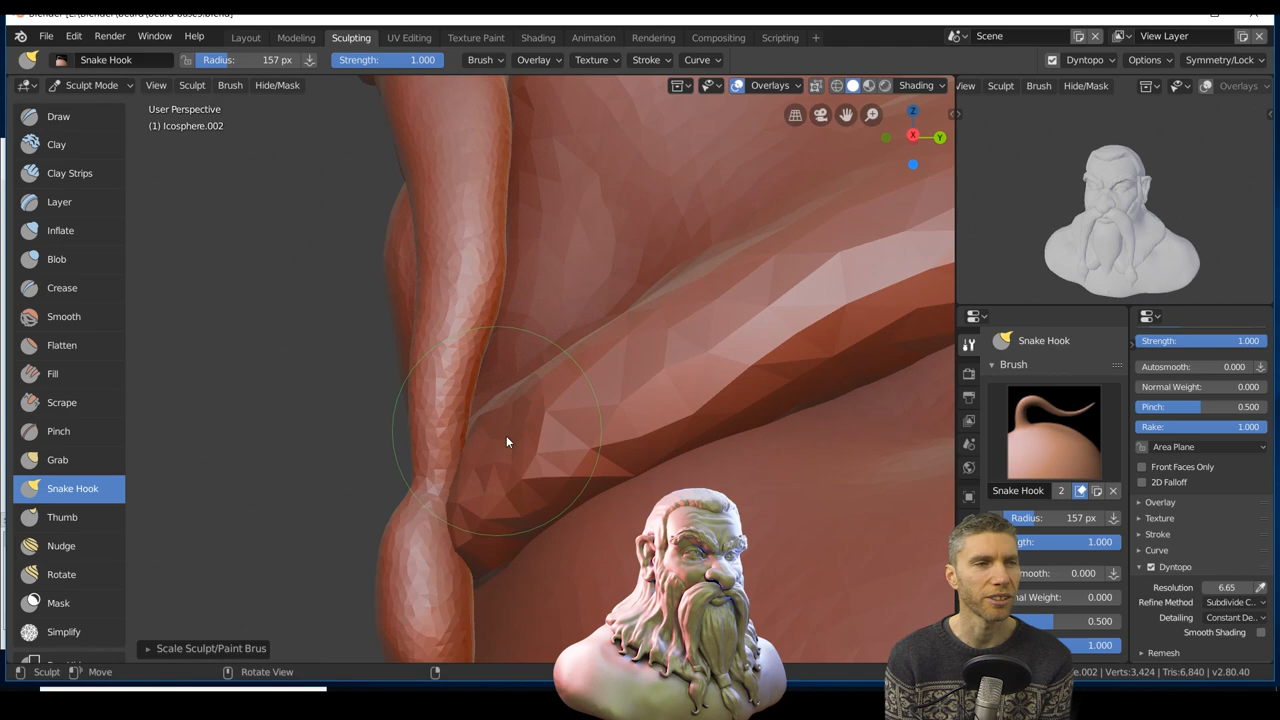 File Edit Render Window Help
Layout Modeling Sculpting UV Editing Texture Paint Shading Animation Rendering Compositing Scripting +
Scene View Layer
Snake Hook Radius: 157 px Strength: 1.000 Brush Overlay Texture Stroke Curve Dyntopo Options Symmetry/Lock
Sculpt Mode View Sculpt Brush Hide/Mask Overlays Shading View Sculpt Brush Hide/Mask Overlays
User Perspective
(1) Icosphere.002
Z
X
Y
Draw
Clay
Clay Strips
Layer
Inflate
Blob
Crease
Smooth
Flatten
Fill
Scrape
Pinch
Grab
Snake Hook
Thumb
Nudge
Rotate
Mask
Simplify
Scale Sculpt/Paint Brus
Snake Hook
Brush
Snake Hook 2
Radius: 157 px
1.000
0.000
0.000
0.500
1.000
Strength: 1.000
Autosmooth: 0.000
Normal Weight: 0.000
Pinch: 0.500
Rake: 1.000
Area Plane
Front Faces Only
2D Falloff
Overlay
Texture
Stroke
Curve
Dyntopo
Resolution 6.65
Refine Method Subdivide C..
Detailing Constant De..
Smooth Shading
Remesh
Sculpt Move Rotate View .002 | Verts:3,424 | Tris:6,840 | v2.80.40